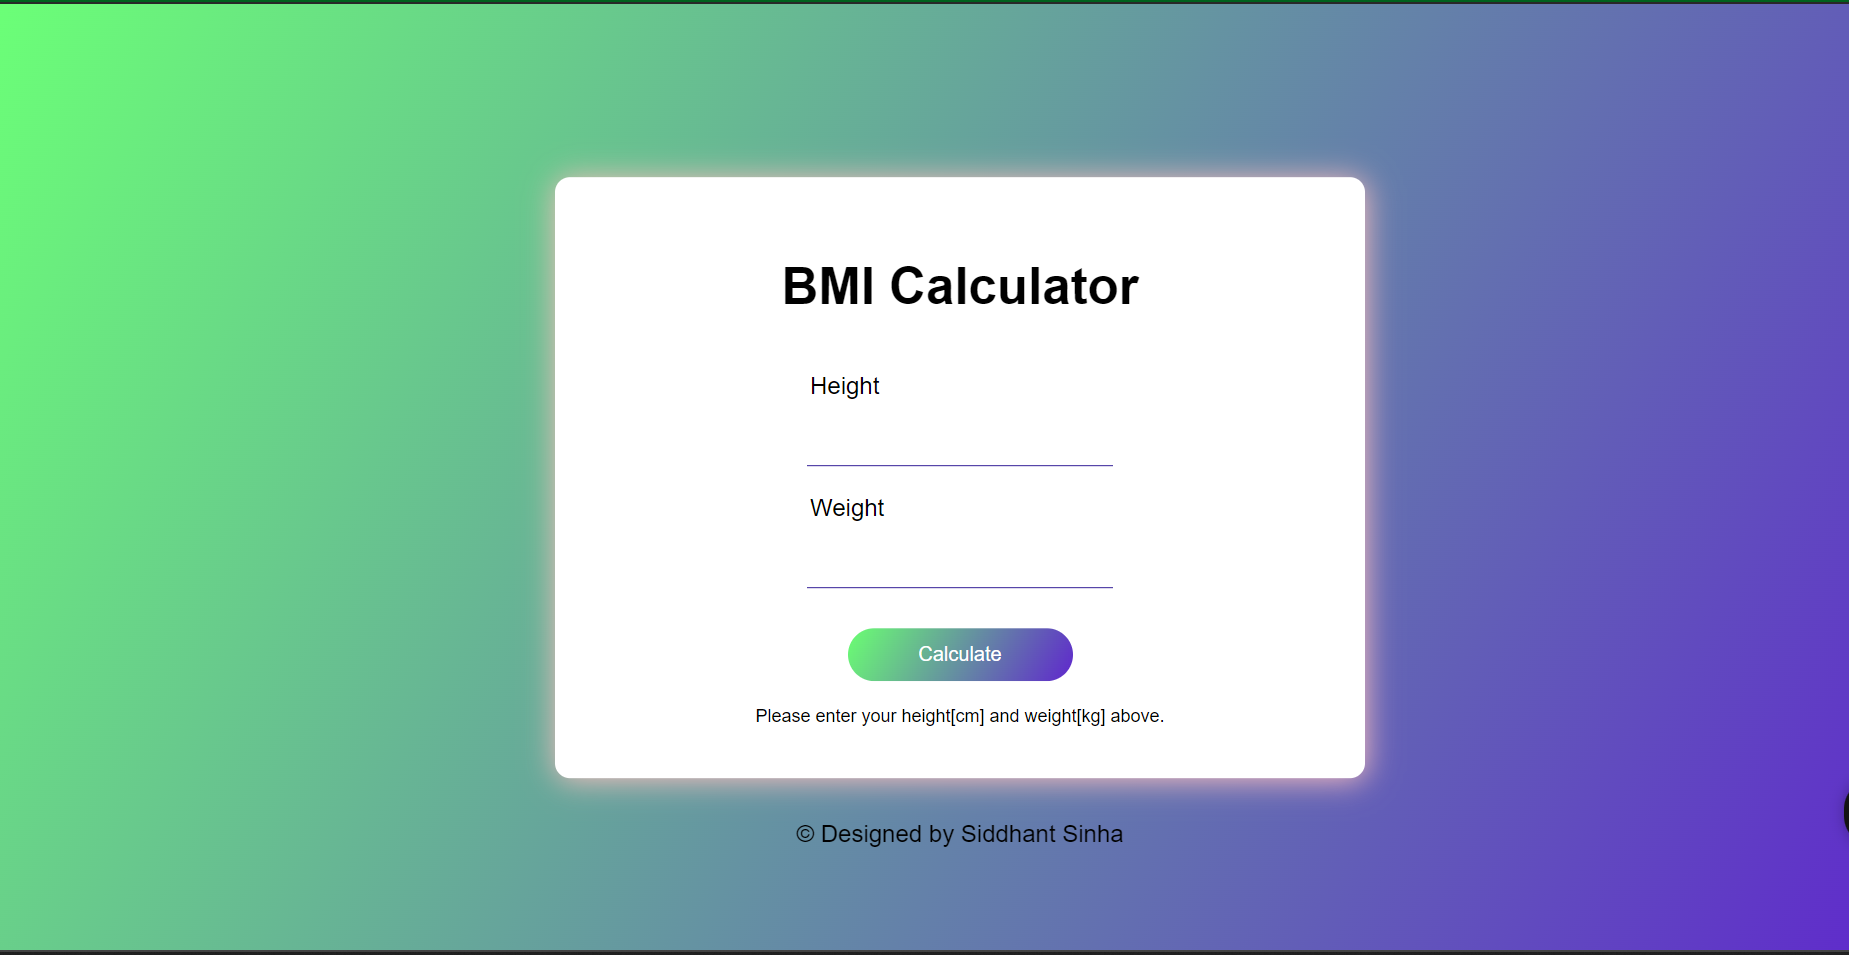 BMI Calculator
Height
Weight
Calculate
Please enter your height[cm] and weight[kg] above.
© Designed by Siddhant Sinha